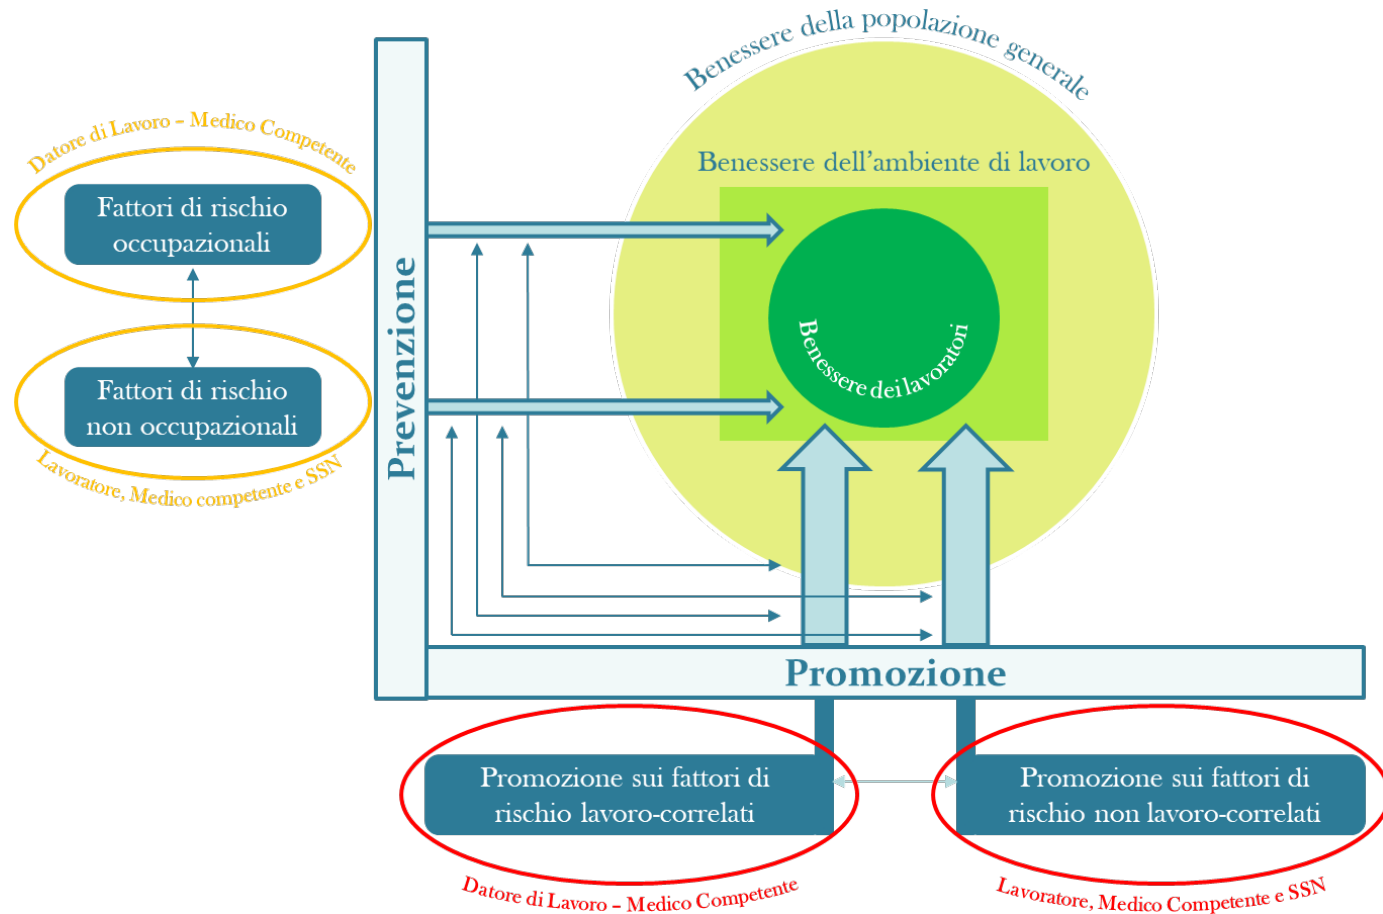 Benessere della popolazione generale
Datore di Lavoro – Medico Competente
Benessere dell'ambiente di lavoro
Fattori di rischio
occupazionali
Prevenzione
Benessere dei lavoratori
Fattori di rischio
non occupazionali
Lavoratore, Medico competente e SSN
Promozione
Promozione sui fattori di
rischio lavoro-correlati
Promozione sui fattori di
rischio non lavoro-correlati
Datore di Lavoro – Medico Competente
Lavoratore, Medico Competente e SSN